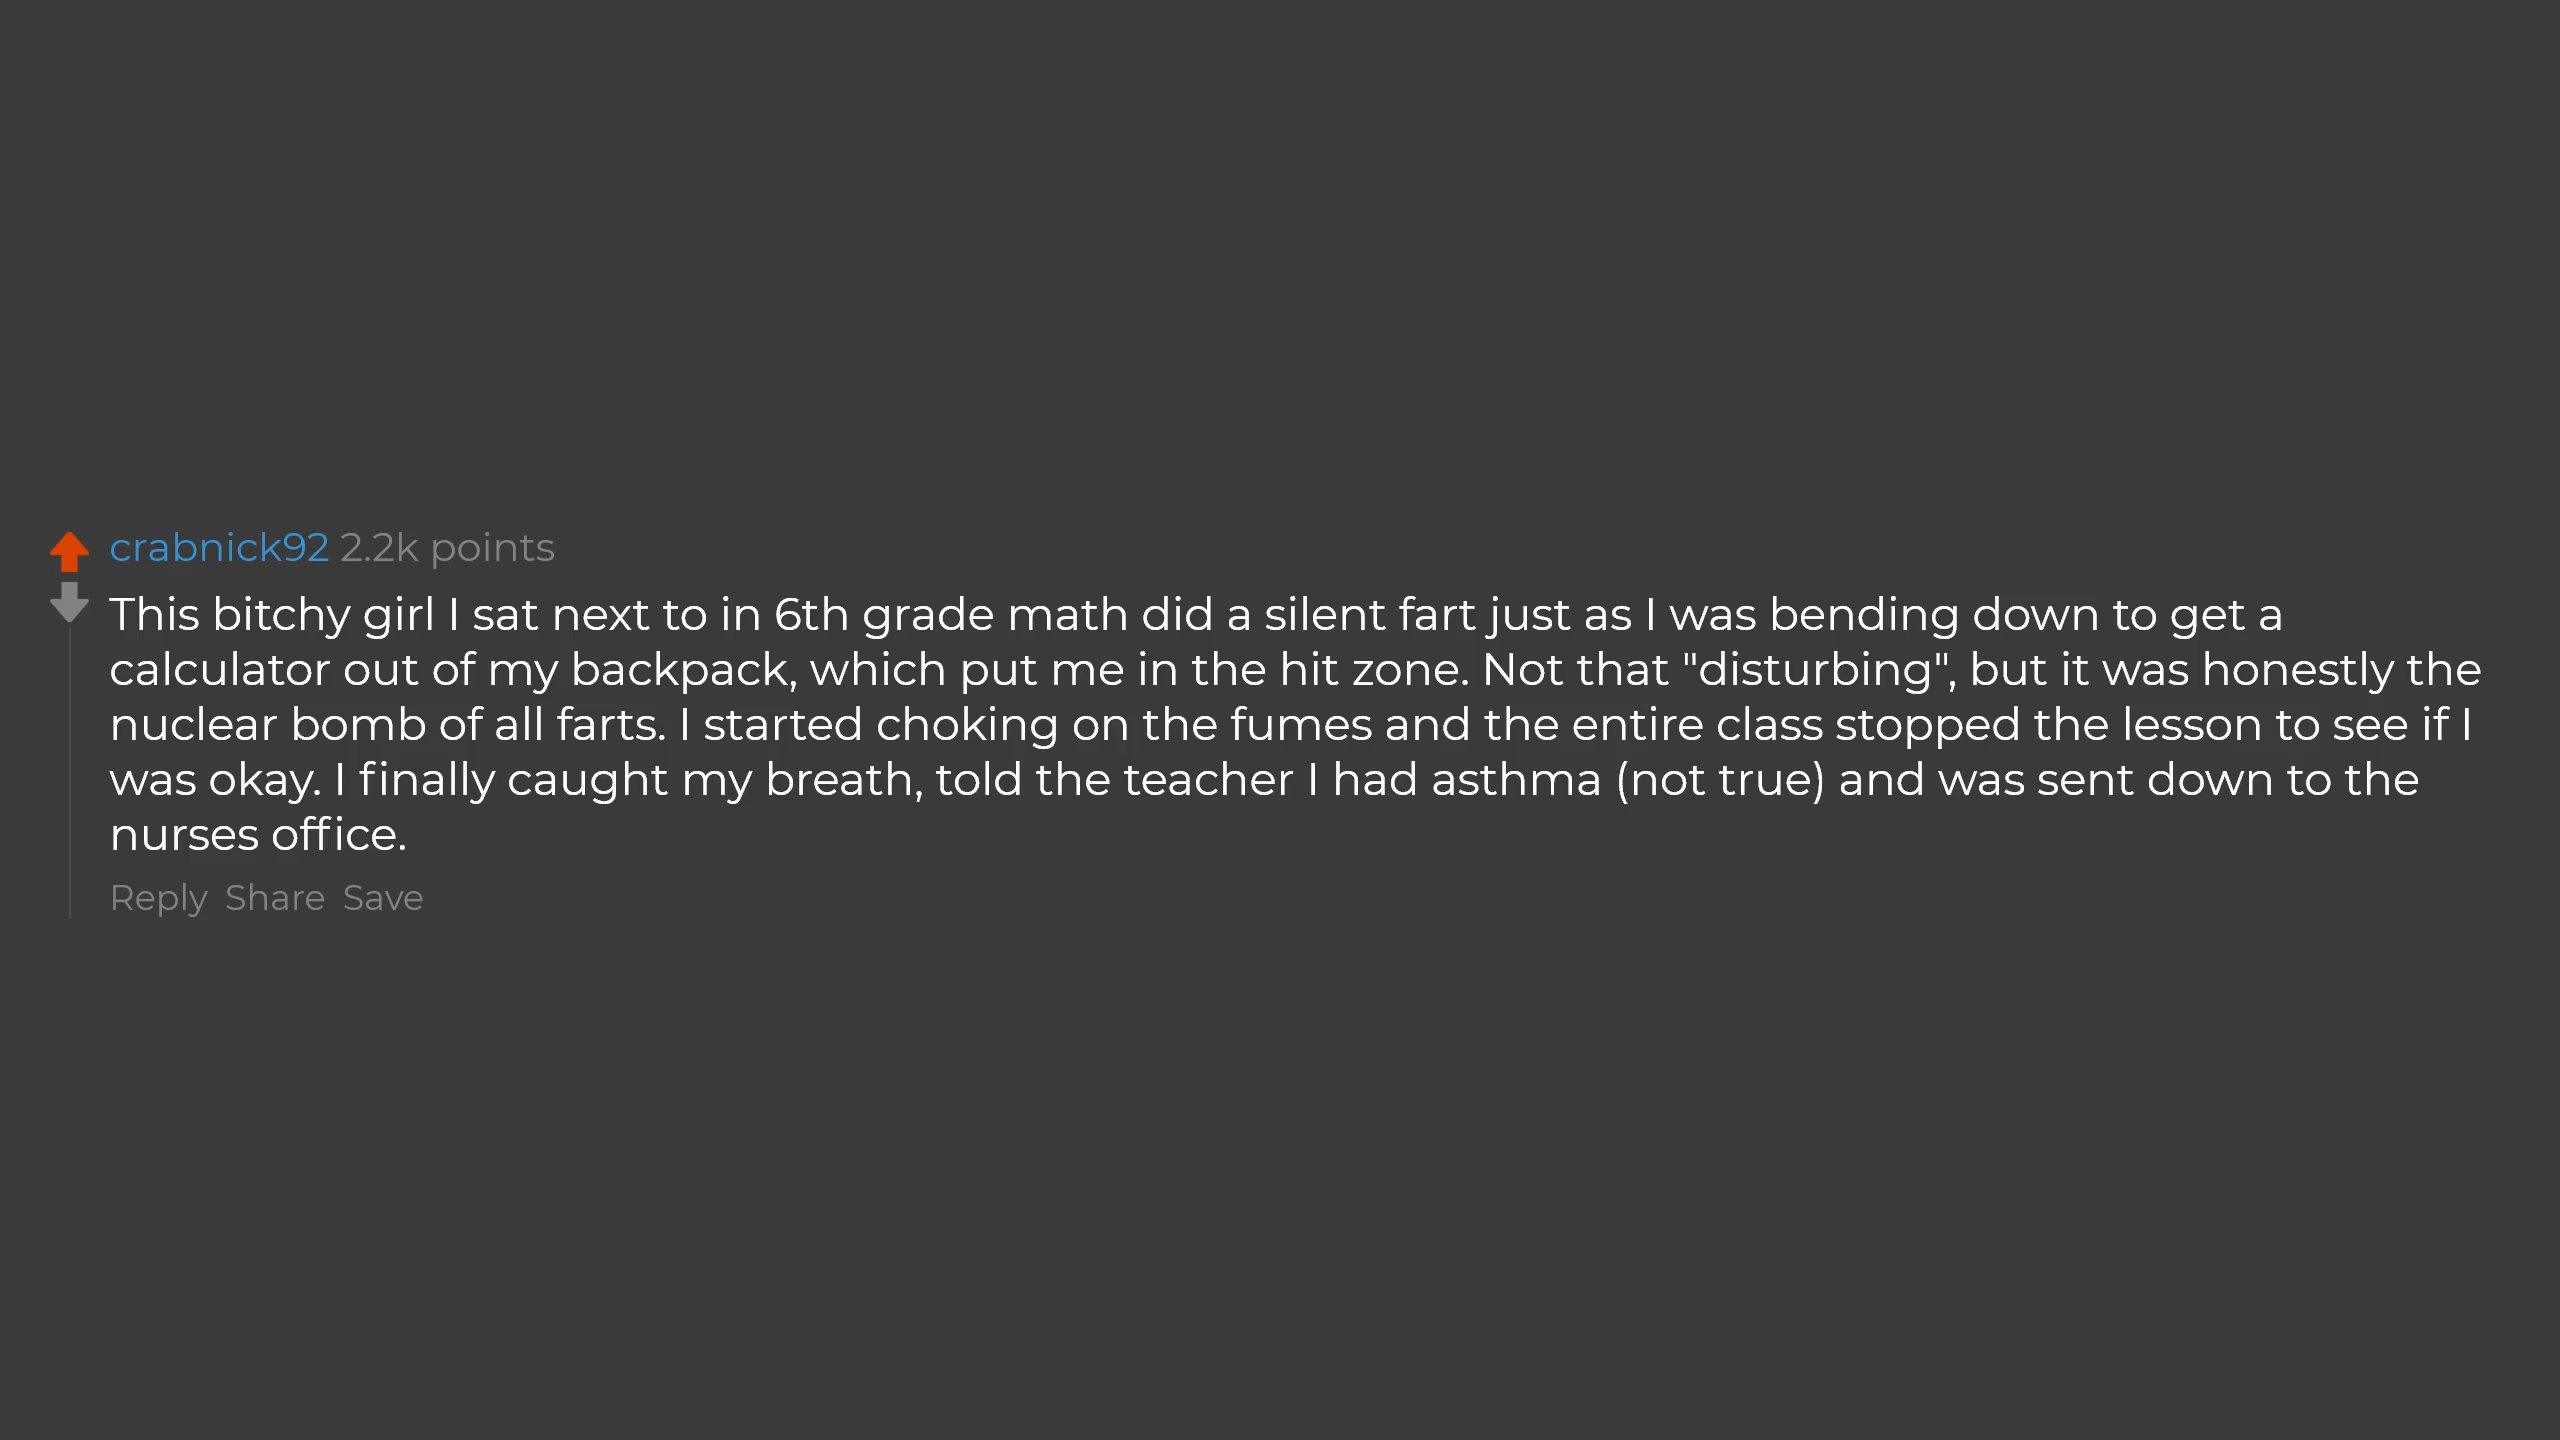 crabnick92 2.2k points
This bitchy girl I sat next to in 6th grade math did a silent fart just as I was bending down to get a
calculator out of my backpack, which put me in the hit zone. Not that "disturbing", but it was honestly the
nuclear bomb of all farts. I started choking on the fumes and the entire class stopped the lesson to see if I
was okay. I finally caught my breath, told the teacher I had asthma (not true) and was sent down to the
nurses office.
Reply Share Save